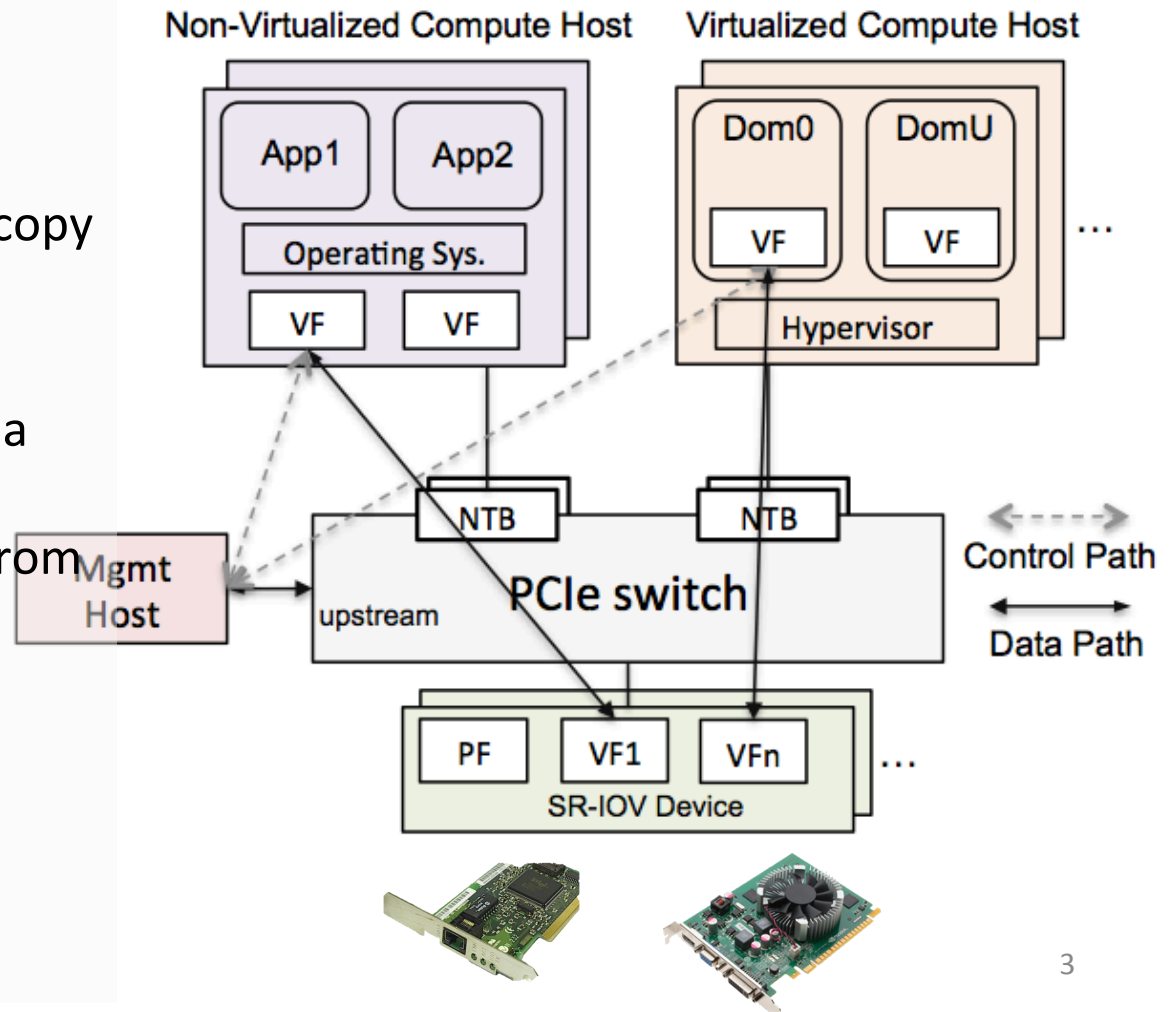 Non-Virtualized Compute Host
Virtualized Compute Host
App1
App2
Operating Sys.
VF
VF
Dom0
DomU
VF
VF
...
Hypervisor
copy
a
rom
Mgmt
Host
NTB
NTB
PCIe switch
upstream
Control Path
Data Path
PF
VF1
VFn
...
SR-IOV Device
3